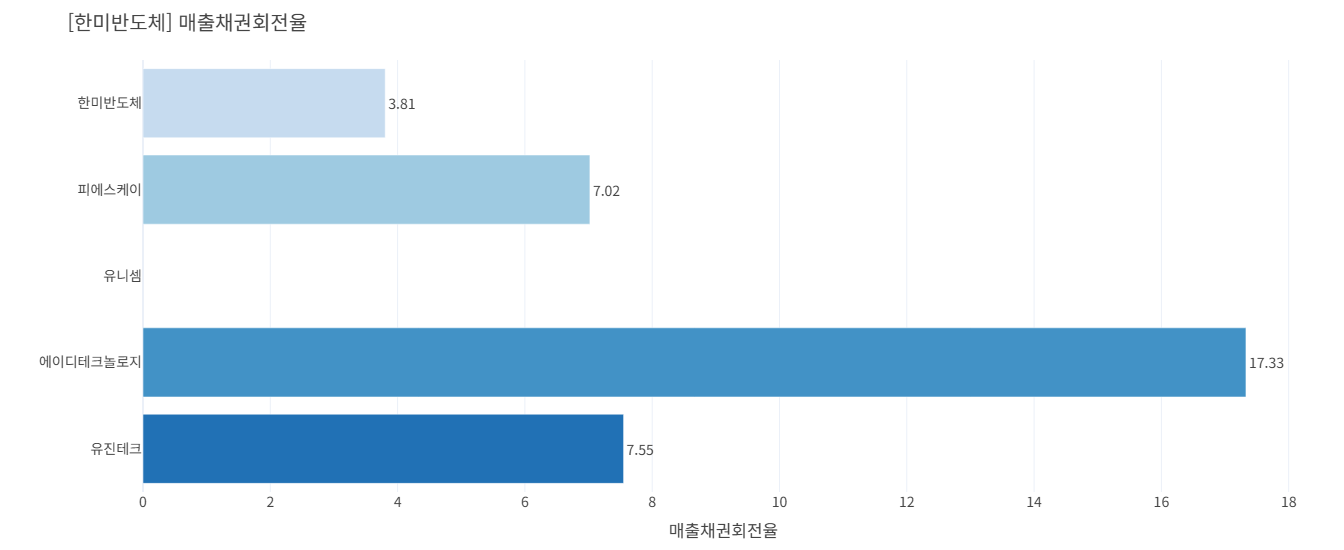 [한미반도체] 매출채권회전율
한미반도체
3.81
피에스케이
7.02
유니셈
에이디테크놀로지
17.33
유진테크
7.55
0 2 4 6 8 10 12 14 16 18
매출채권회전율